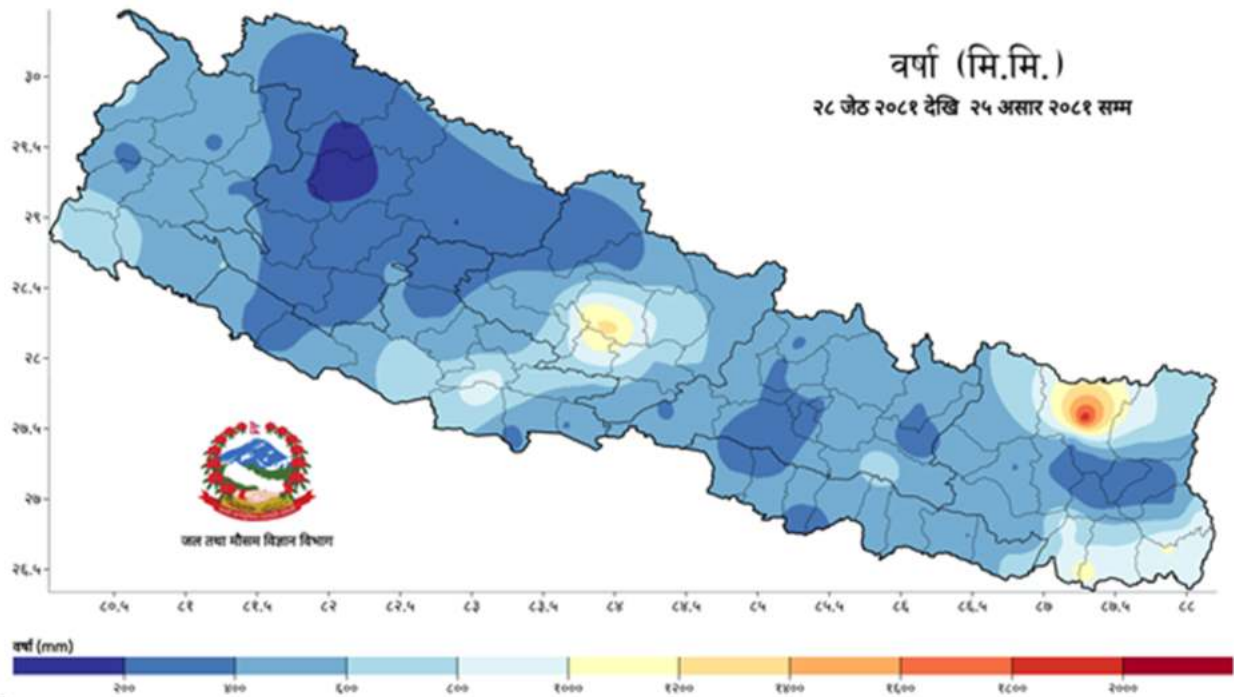 वर्षा (मि.मि.)
२८ जेठ २०८१ देखि २५ असार २०८१ सम्म
३०
२९.५
२९
२८.५
२८
२७.५
२७
२६.५
जल तथा मौसम विज्ञान विभाग
८०.५ ८१ ८१.५ ८२ ८२.५ ८३ ८३.५ ८४ ८४.५ ८५ ८५.५ ८६ ८६.५ ८७ ८७.५ ८८
वर्षा (mm)
२०० ४०० ६०० ८०० १००० १२०० १४०० १६०० १८०० २०००